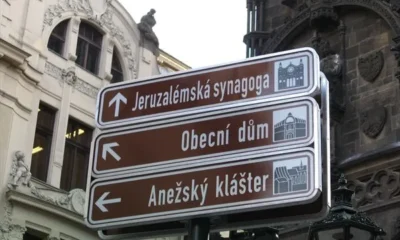 Jeruzalémská synagoga
Obecní dům
Anežský klášter